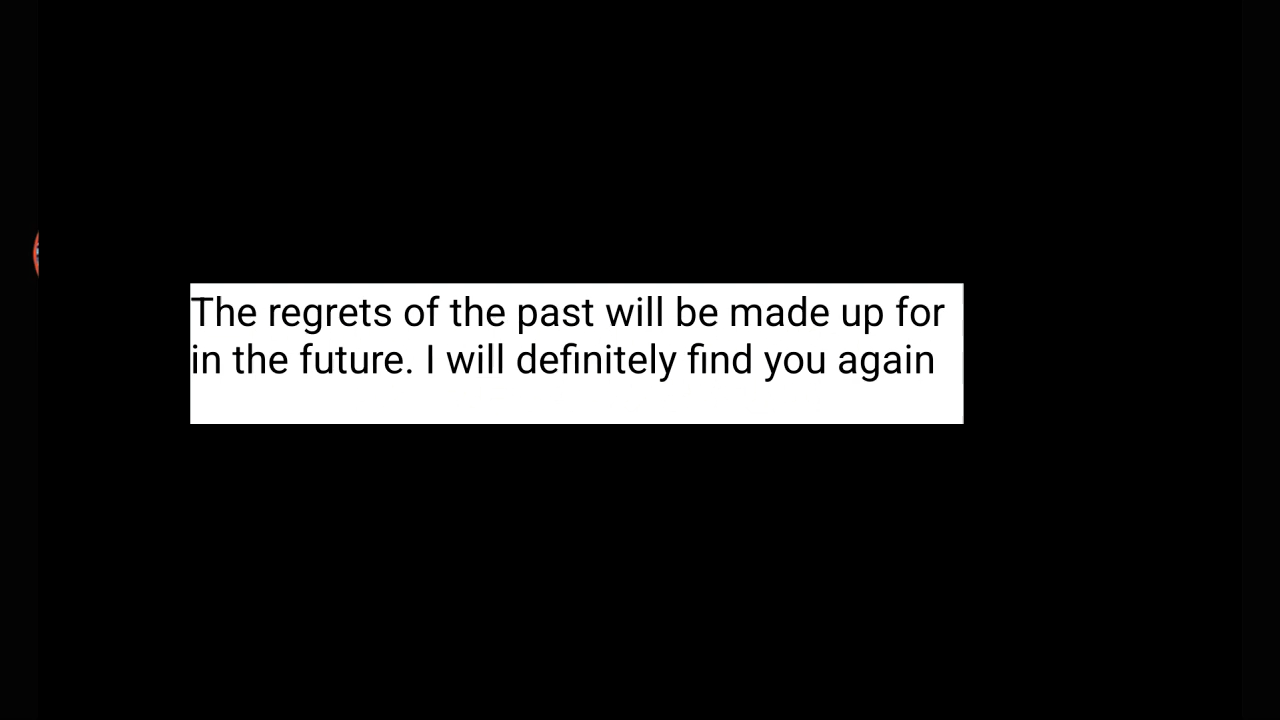 The regrets of the past will be made up for
in the future. I will definitely find you again